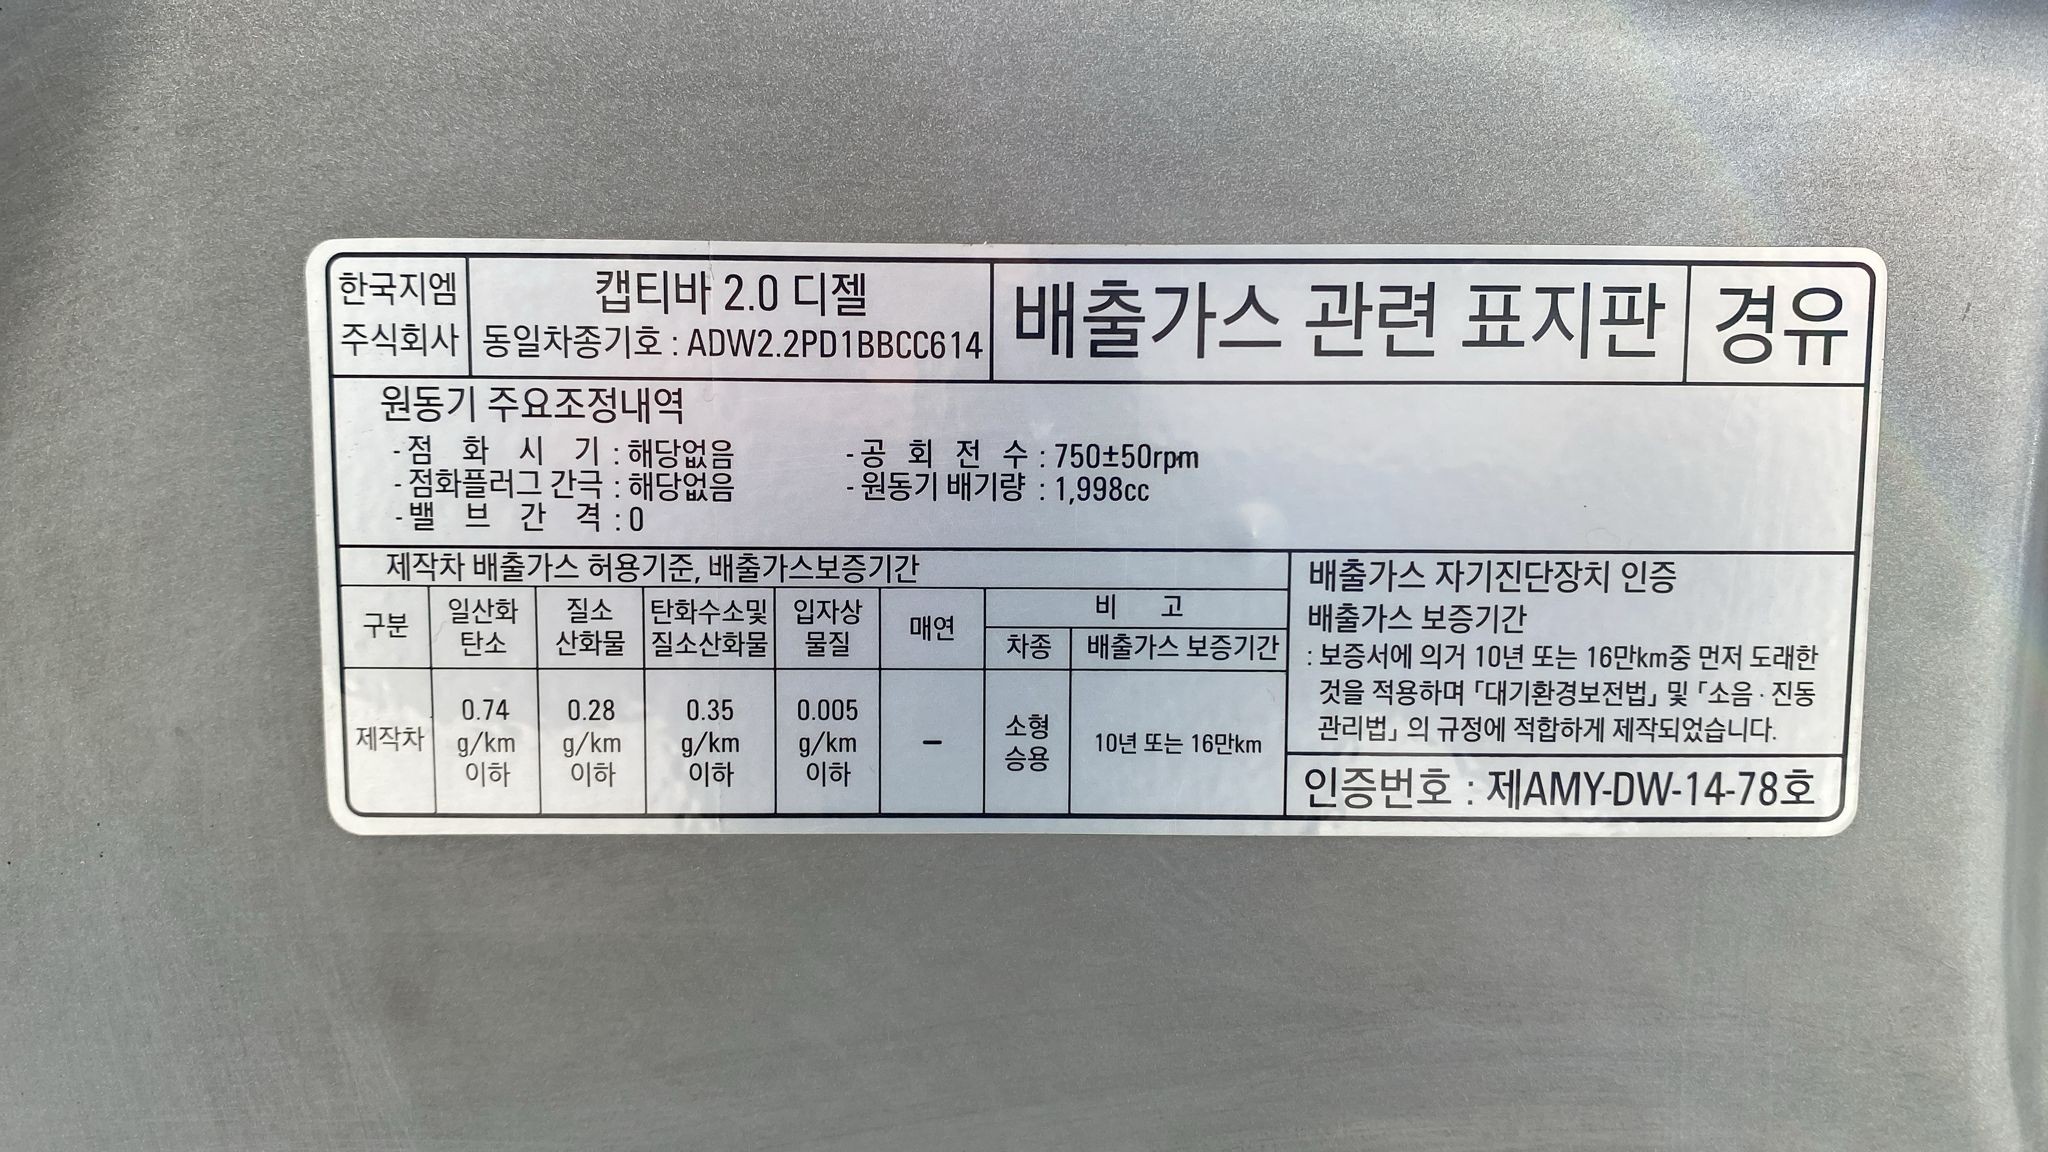 한국지엠
주식회사
캡티바 2.0 디젤
동일차종기호 : ADW2.2PD1BBCC614
배출가스 관련 표지판
경유
원동기 주요조정내역
- 점 화 시 기 : 해당없음
- 공 회 전 수 : 750±50rpm
- 점화플러그 간극 : 해당없음
- 원동기 배기량 : 1,998cc
- 밸 브 간 격 : 0
제작차 배출가스 허용기준, 배출가스보증기간
구분
일산화
탄소
질소
산화물
탄화수소및
질소산화물
입자상
물질
매연
비 고
차종
배출가스 보증기간
제작차
0.74
g/km
이하
0.28
g/km
이하
0.35
g/km
이하
0.005
g/km
이하
–
소형
승용
10년 또는 16만km
배출가스 자기진단장치 인증
배출가스 보증기간
: 보증서에 의거 10년 또는 16만km중 먼저 도래한
것을 적용하며 「대기환경보전법」 및 「소음 · 진동
관리법」 의 규정에 적합하게 제작되었습니다.
인증번호 : 제AMY-DW-14-78호